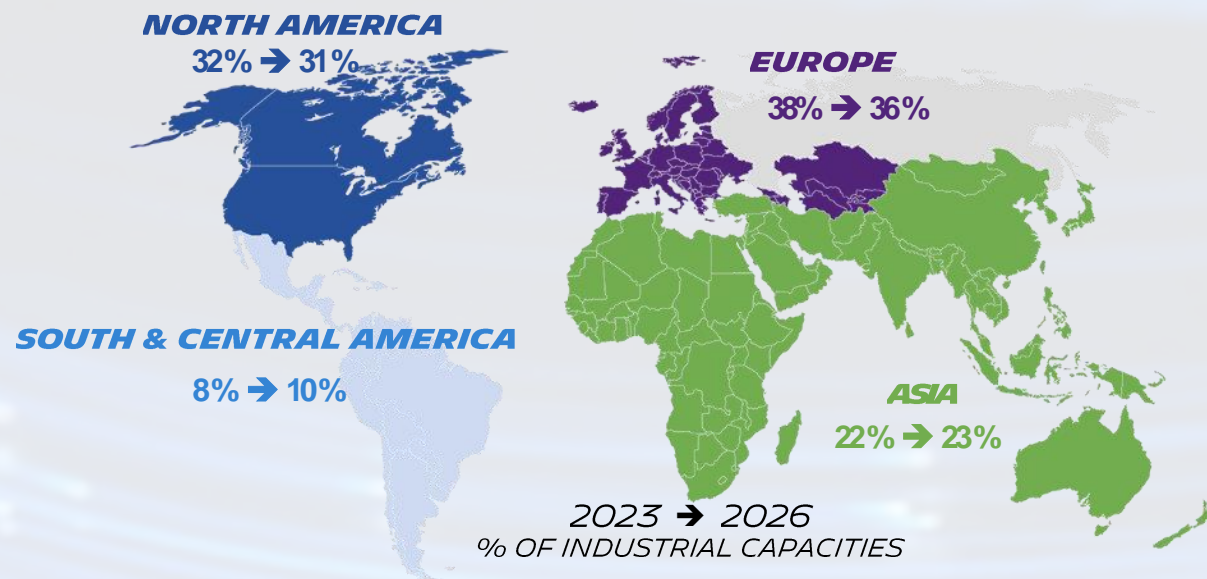 NORTH AMERICA
32% ➔ 31%
EUROPE
38% ➔ 36%
SOUTH & CENTRAL AMERICA
8% ➔ 10%
ASIA
22% ➔ 23%
2023 ➔ 2026
% OF INDUSTRIAL CAPACITIES